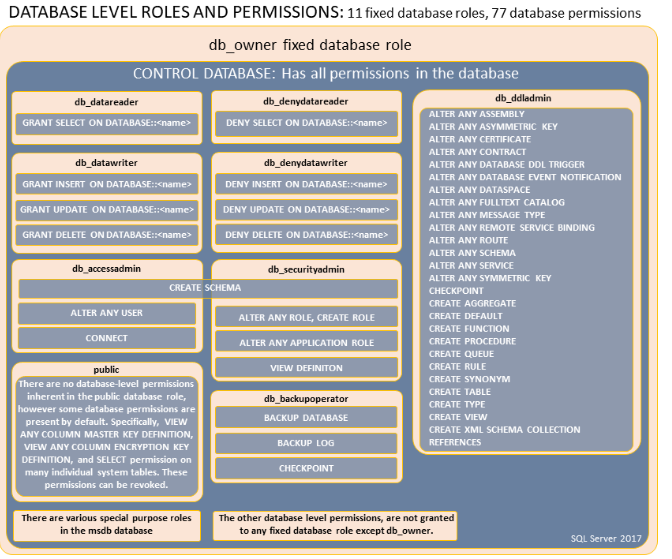 DATABASE LEVEL ROLES AND PERMISSIONS: 11 fixed database roles, 77 database permissions
db_owner fixed database role
CONTROL DATABASE: Has all permissions in the database
db_datareader
GRANT SELECT ON DATABASE::<name>
db_denydatareader
DENY SELECT ON DATABASE::<name>
db_datawriter
GRANT INSERT ON DATABASE::<name>
GRANT UPDATE ON DATABASE::<name>
GRANT DELETE ON DATABASE::<name>
db_denydatawriter
DENY INSERT ON DATABASE::<name>
DENY UPDATE ON DATABASE::<name>
DENY DELETE ON DATABASE::<name>
db_accessadmin
db_securityadmin
CREATE SCHEMA
ALTER ANY USER
CONNECT
ALTER ANY ROLE, CREATE ROLE
ALTER ANY APPLICATION ROLE
VIEW DEFINITON
public
There are no database-level permissions
inherent in the public database role,
however some database permissions are
present by default. Specifically, VIEW
ANY COLUMN MASTER KEY DEFINITION,
VIEW ANY COLUMN ENCRYPTION KEY
DEFINITION, and SELECT permission on
many individual system tables. These
permissions can be revoked.
db_backupoperator
BACKUP DATABASE
BACKUP LOG
CHECKPOINT
db_ddladmin
ALTER ANY ASSEMBLY
ALTER ANY ASYMMETRIC KEY
ALTER ANY CERTIFICATE
ALTER ANY CONTRACT
ALTER ANY DATABASE DDL TRIGGER
ALTER ANY DATABASE EVENT NOTIFICATION
ALTER ANY DATASPACE
ALTER ANY FULLTEXT CATALOG
ALTER ANY MESSAGE TYPE
ALTER ANY REMOTE SERVICE BINDING
ALTER ANY ROUTE
ALTER ANY SCHEMA
ALTER ANY SERVICE
ALTER ANY SYMMETRIC KEY
CHECKPOINT
CREATE AGGREGATE
CREATE DEFAULT
CREATE FUNCTION
CREATE PROCEDURE
CREATE QUEUE
CREATE RULE
CREATE SYNONYM
CREATE TABLE
CREATE TYPE
CREATE VIEW
CREATE XML SCHEMA COLLECTION
REFERENCES
There are various special purpose roles
in the msdb database
The other database level permissions, are not granted
to any fixed database role except db_owner.
SQL Server 2017